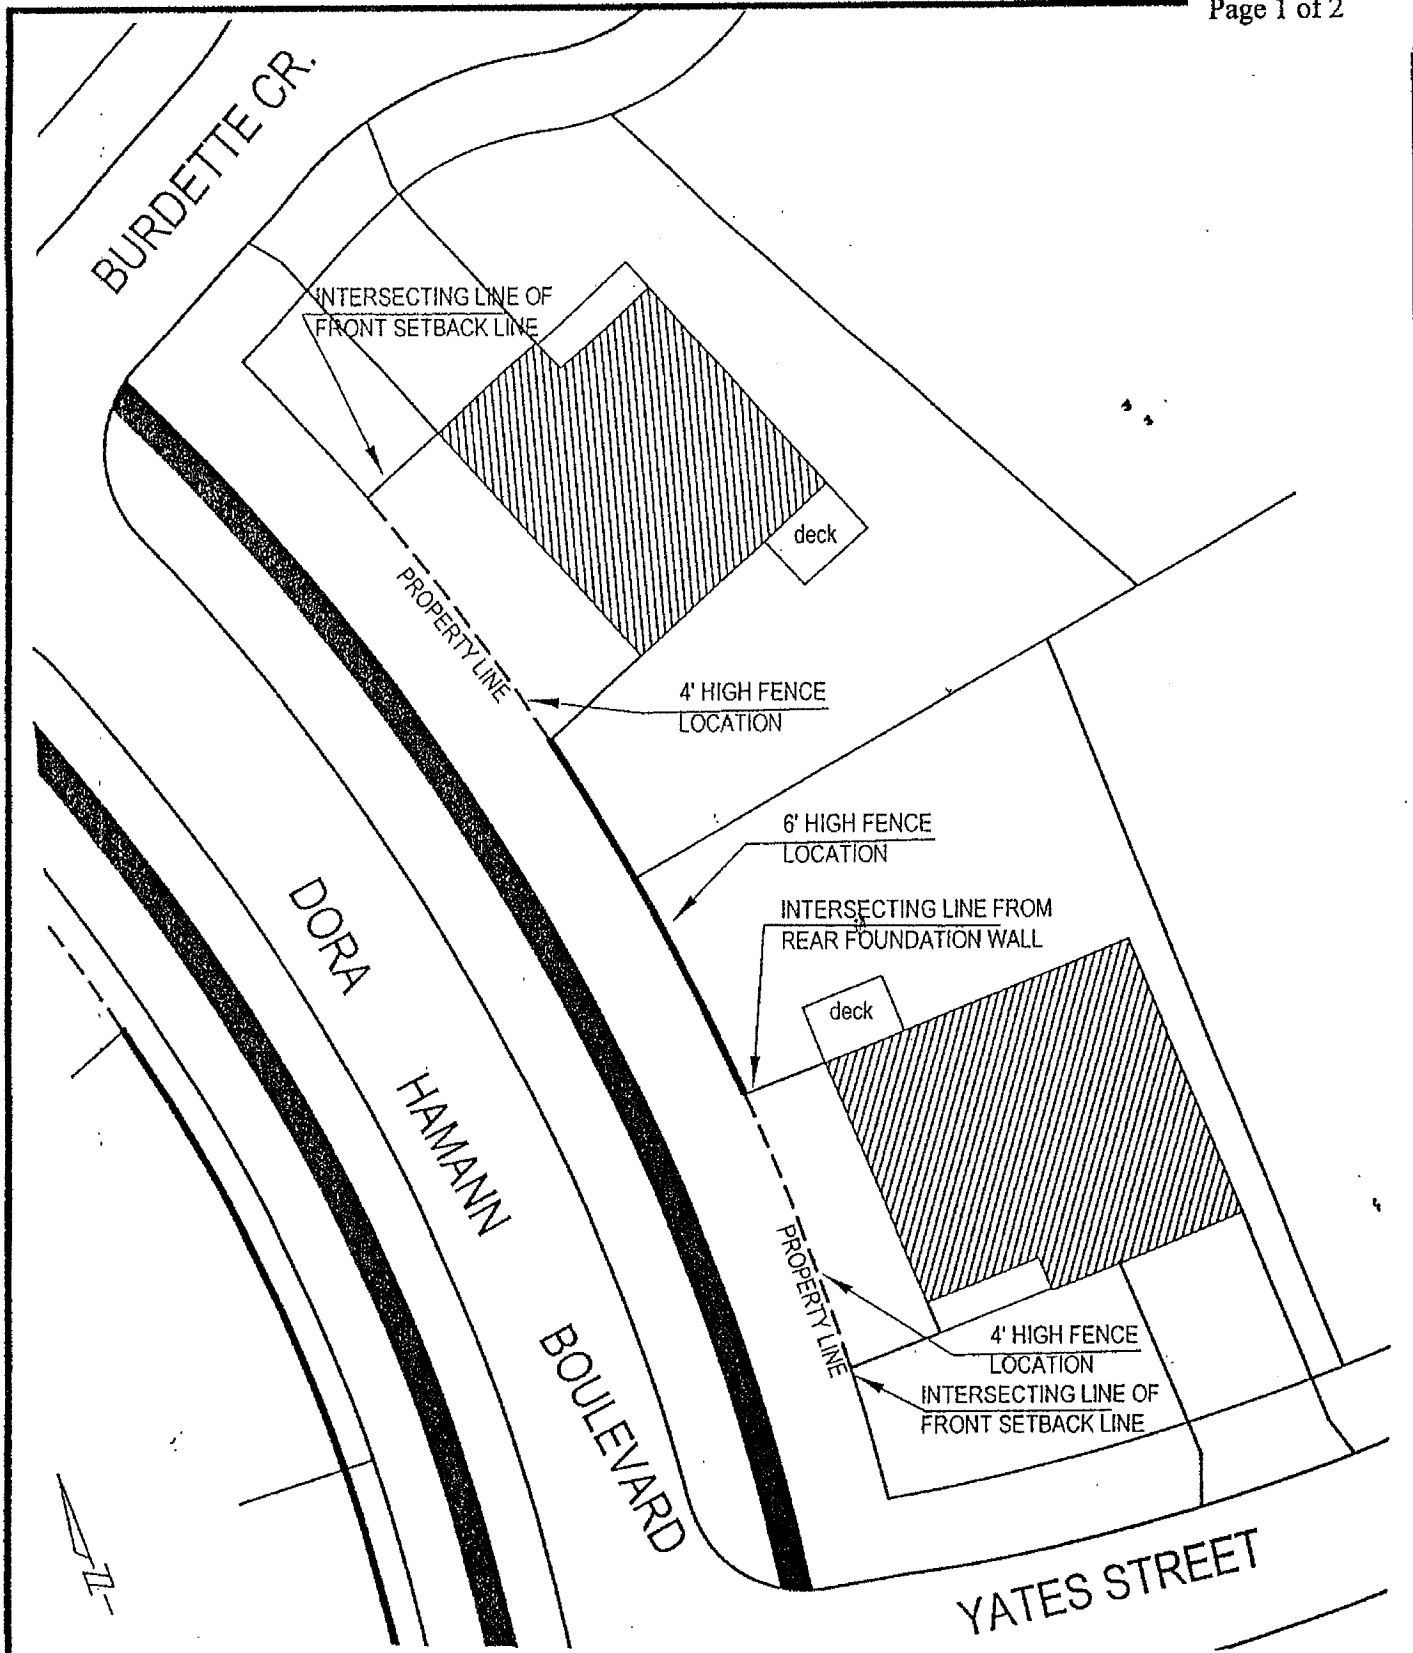 Page 1 of 2
BURDETTE CR.
INTERSECTING LINE OF
FRONT SETBACK LINE
deck
PROPERTY LINE
4' HIGH FENCE
LOCATION
6' HIGH FENCE
LOCATION
INTERSECTING LINE FROM
REAR FOUNDATION WALL
deck
DORA
HAMANN
BOULEVARD
PROPERTY LINE
4' HIGH FENCE
LOCATION
INTERSECTING LINE OF
FRONT SETBACK LINE
YATES STREET
N